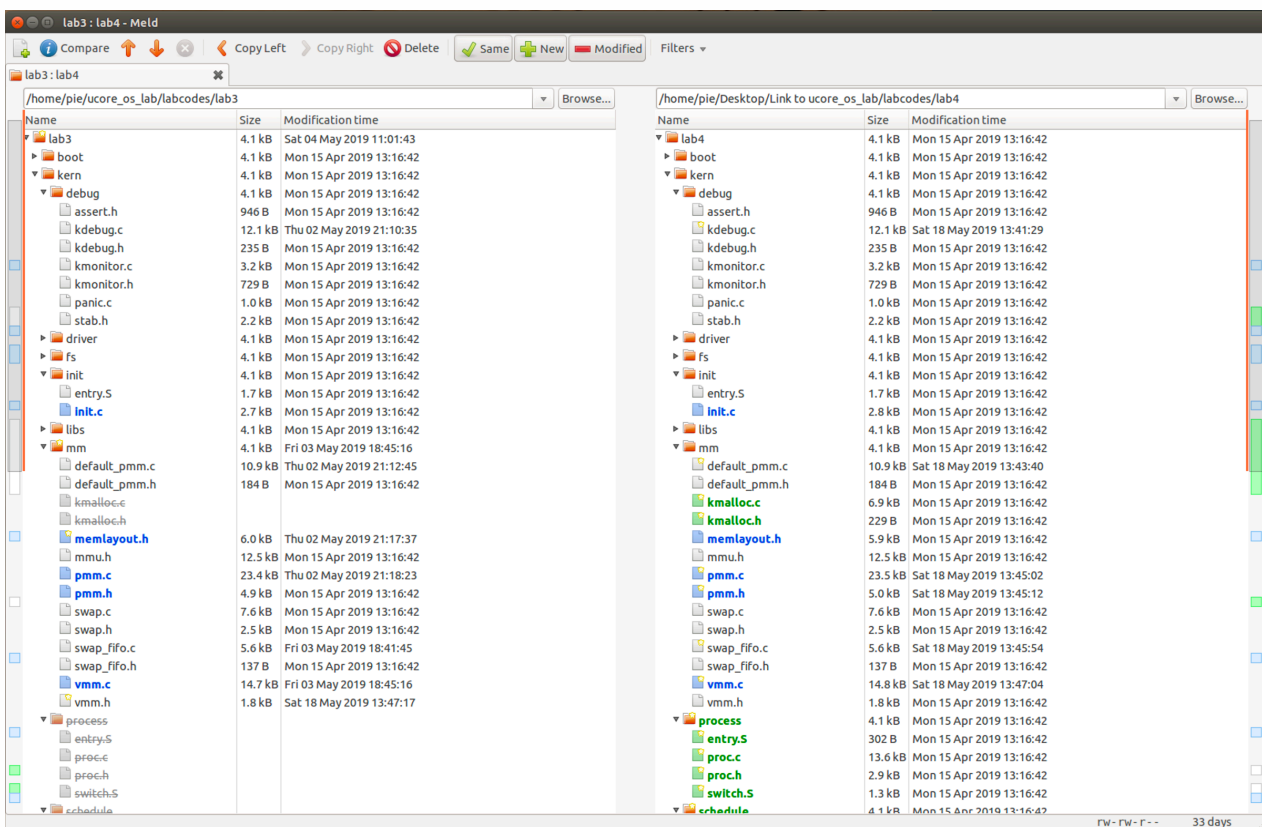 lab3 : lab4 - Meld
Compare Copy Left Copy Right Delete Same New Modified Filters
lab3 : lab4
/home/pie/ucore_os_lab/labcodes/lab3 Browse... /home/pie/Desktop/Link to ucore_os_lab/labcodes/lab4 Browse...
Name Size Modification time Name Size Modification time
lab3 4.1 kB Sat 04 May 2019 11:01:43 lab4 4.1 kB Mon 15 Apr 2019 13:16:42
boot 4.1 kB Mon 15 Apr 2019 13:16:42 boot 4.1 kB Mon 15 Apr 2019 13:16:42
kern 4.1 kB Mon 15 Apr 2019 13:16:42 kern 4.1 kB Mon 15 Apr 2019 13:16:42
debug 4.1 kB Mon 15 Apr 2019 13:16:42 debug 4.1 kB Mon 15 Apr 2019 13:16:42
assert.h 946 B Mon 15 Apr 2019 13:16:42 assert.h 946 B Mon 15 Apr 2019 13:16:42
kdebug.c 12.1 kB Thu 02 May 2019 21:10:35 kdebug.c 12.1 kB Sat 18 May 2019 13:41:29
kdebug.h 235 B Mon 15 Apr 2019 13:16:42 kdebug.h 235 B Mon 15 Apr 2019 13:16:42
kmonitor.c 3.2 kB Mon 15 Apr 2019 13:16:42 kmonitor.c 3.2 kB Mon 15 Apr 2019 13:16:42
kmonitor.h 729 B Mon 15 Apr 2019 13:16:42 kmonitor.h 729 B Mon 15 Apr 2019 13:16:42
panic.c 1.0 kB Mon 15 Apr 2019 13:16:42 panic.c 1.0 kB Mon 15 Apr 2019 13:16:42
stab.h 2.2 kB Mon 15 Apr 2019 13:16:42 stab.h 2.2 kB Mon 15 Apr 2019 13:16:42
driver 4.1 kB Mon 15 Apr 2019 13:16:42 driver 4.1 kB Mon 15 Apr 2019 13:16:42
fs 4.1 kB Mon 15 Apr 2019 13:16:42 fs 4.1 kB Mon 15 Apr 2019 13:16:42
init 4.1 kB Mon 15 Apr 2019 13:16:42 init 4.1 kB Mon 15 Apr 2019 13:16:42
entry.S 1.7 kB Mon 15 Apr 2019 13:16:42 entry.S 1.7 kB Mon 15 Apr 2019 13:16:42
init.c 2.7 kB Mon 15 Apr 2019 13:16:42 init.c 2.8 kB Mon 15 Apr 2019 13:16:42
libs 4.1 kB Mon 15 Apr 2019 13:16:42 libs 4.1 kB Mon 15 Apr 2019 13:16:42
mm 4.1 kB Fri 03 May 2019 18:45:16 mm 4.1 kB Mon 15 Apr 2019 13:16:42
default_pmm.c 10.9 kB Thu 02 May 2019 21:12:45 default_pmm.c 10.9 kB Sat 18 May 2019 13:43:40
default_pmm.h 184 B Mon 15 Apr 2019 13:16:42 default_pmm.h 184 B Mon 15 Apr 2019 13:16:42
kmalloc.c kmalloc.c 6.9 kB Mon 15 Apr 2019 13:16:42
kmalloc.h kmalloc.h 229 B Mon 15 Apr 2019 13:16:42
memlayout.h 6.0 kB Thu 02 May 2019 21:17:37 memlayout.h 5.9 kB Mon 15 Apr 2019 13:16:42
mmu.h 12.5 kB Mon 15 Apr 2019 13:16:42 mmu.h 12.5 kB Mon 15 Apr 2019 13:16:42
pmm.c 23.4 kB Thu 02 May 2019 21:18:23 pmm.c 23.5 kB Sat 18 May 2019 13:45:02
pmm.h 4.9 kB Mon 15 Apr 2019 13:16:42 pmm.h 5.0 kB Sat 18 May 2019 13:45:12
swap.c 7.6 kB Mon 15 Apr 2019 13:16:42 swap.c 7.6 kB Mon 15 Apr 2019 13:16:42
swap.h 2.5 kB Mon 15 Apr 2019 13:16:42 swap.h 2.5 kB Mon 15 Apr 2019 13:16:42
swap_fifo.c 5.6 kB Fri 03 May 2019 18:41:45 swap_fifo.c 5.6 kB Sat 18 May 2019 13:45:54
swap_fifo.h 137 B Mon 15 Apr 2019 13:16:42 swap_fifo.h 137 B Mon 15 Apr 2019 13:16:42
vmm.c 14.7 kB Fri 03 May 2019 18:45:16 vmm.c 14.8 kB Sat 18 May 2019 13:47:04
vmm.h 1.8 kB Sat 18 May 2019 13:47:17 vmm.h 1.8 kB Mon 15 Apr 2019 13:16:42
process process 4.1 kB Mon 15 Apr 2019 13:16:42
entry.S entry.S 302 B Mon 15 Apr 2019 13:16:42
proc.c proc.c 13.6 kB Mon 15 Apr 2019 13:16:42
proc.h proc.h 2.9 kB Mon 15 Apr 2019 13:16:42
switch.S switch.S 1.3 kB Mon 15 Apr 2019 13:16:42
schedule schedule 4.1 kB Mon 15 Apr 2019 13:16:42
rw-rw-r-- 33 days